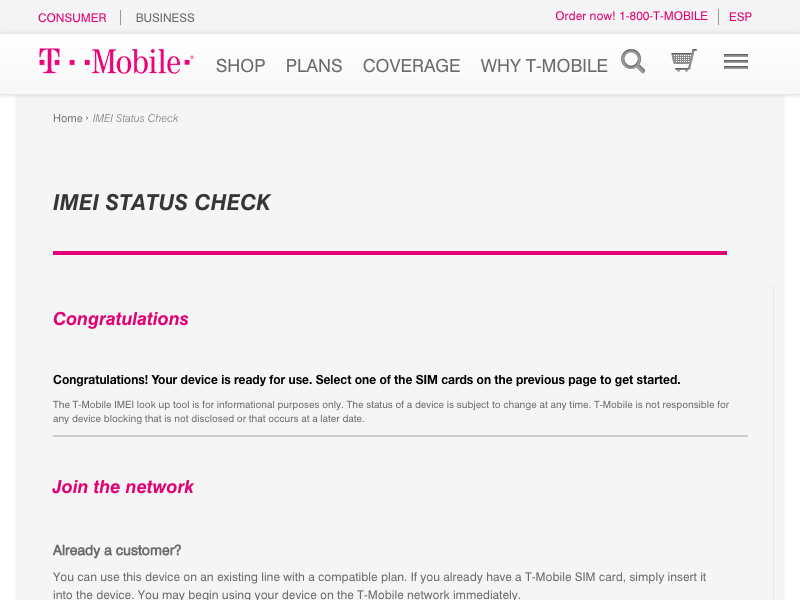 CONSUMER BUSINESS Order now! 1-800-T-MOBILE ESP
T Mobile SHOP PLANS COVERAGE WHY T-MOBILE
Home › IMEI Status Check
IMEI STATUS CHECK
Congratulations
Congratulations! Your device is ready for use. Select one of the SIM cards on the previous page to get started.
The T-Mobile IMEI look up tool is for informational purposes only. The status of a device is subject to change at any time. T-Mobile is not responsible for
any device blocking that is not disclosed or that occurs at a later date.
Join the network
Already a customer?
You can use this device on an existing line with a compatible plan. If you already have a T-Mobile SIM card, simply insert it
into the device. You may begin using your device on the T-Mobile network immediately.